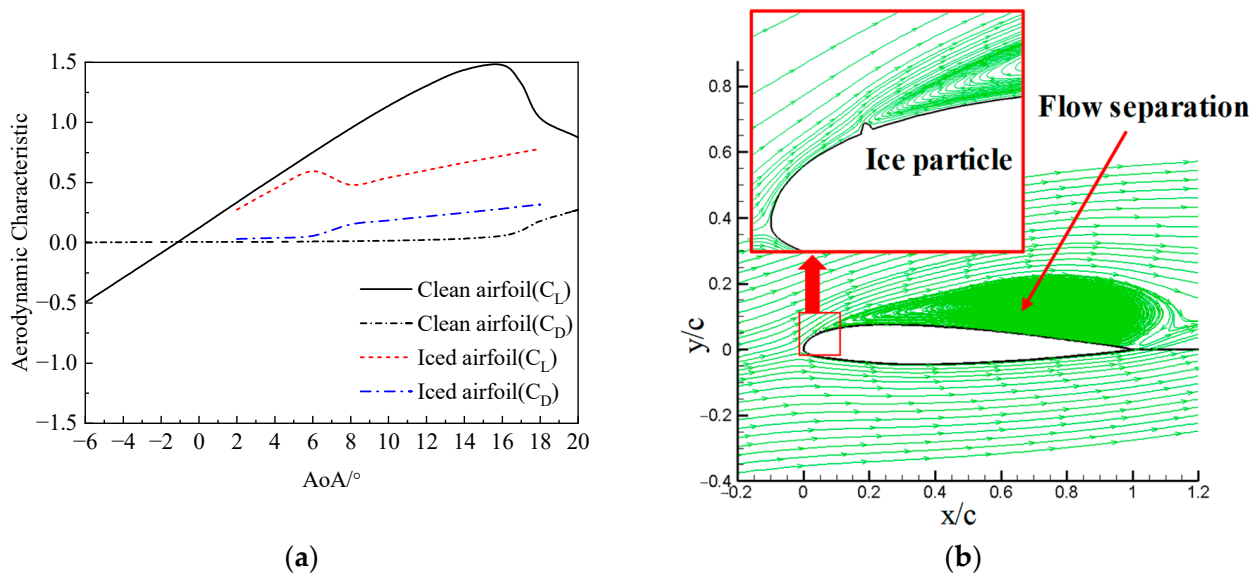 1.5
1.0
0.5
0.0
−0.5
−1.0
−1.5
Aerodynamic Characteristic
Clean airfoil(C_L)
Clean airfoil(C_D)
Iced airfoil(C_L)
Iced airfoil(C_D)
−6 −4 −2 0 2 4 6 8 10 12 14 16 18 20
AoA/°
(a)
Flow separation
Ice particle
0.8
0.6
0.4
0.2
0
-0.2
-0.4
y/c
-0.2 0 0.2 0.4 0.6 0.8 1 1.2
x/c
(b)